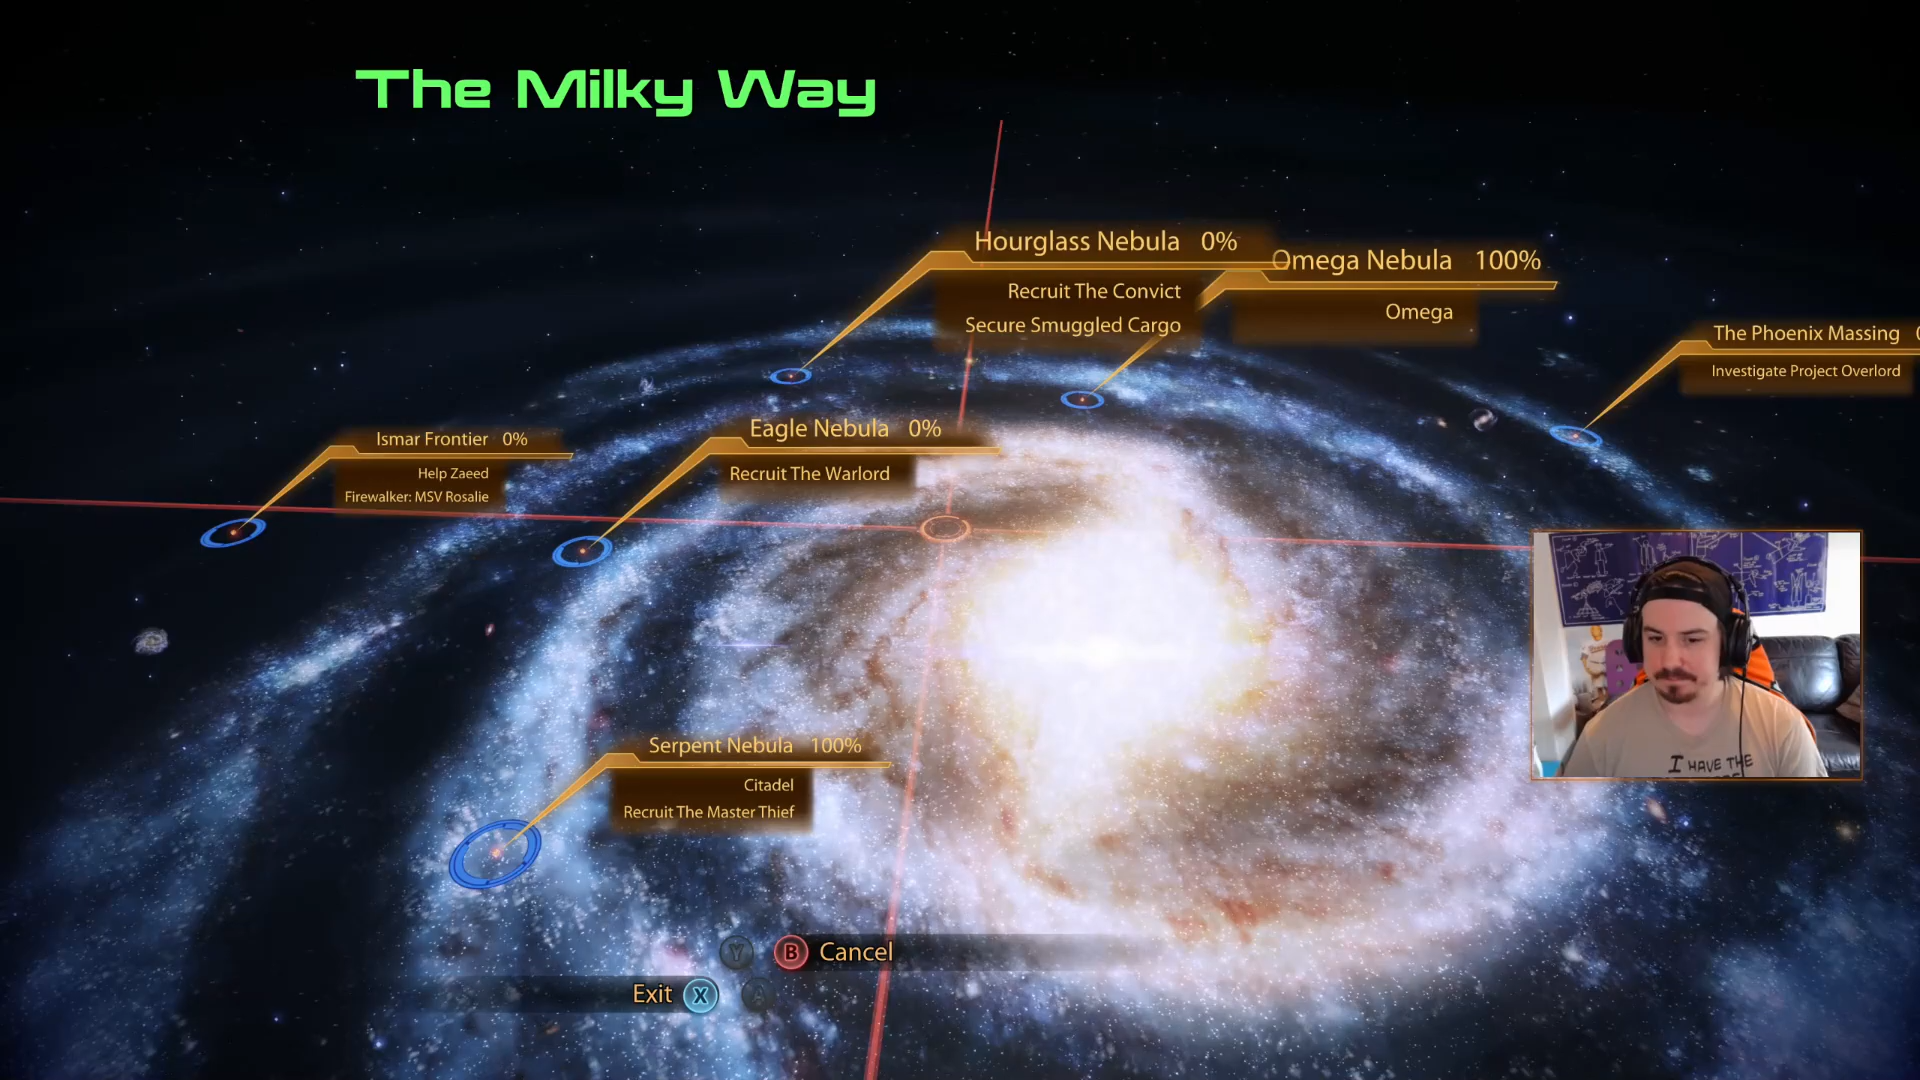 The Milky Way
Hourglass Nebula 0%
Recruit The Convict
Secure Smuggled Cargo
Omega Nebula 100%
Omega
The Phoenix Massing
Investigate Project Overlord
Ismar Frontier 0%
Help Zaeed
Firewalker: MSV Rosalie
Eagle Nebula 0%
Recruit The Warlord
Serpent Nebula 100%
Citadel
Recruit The Master Thief
I HAVE THE
Y B Cancel
Exit X A